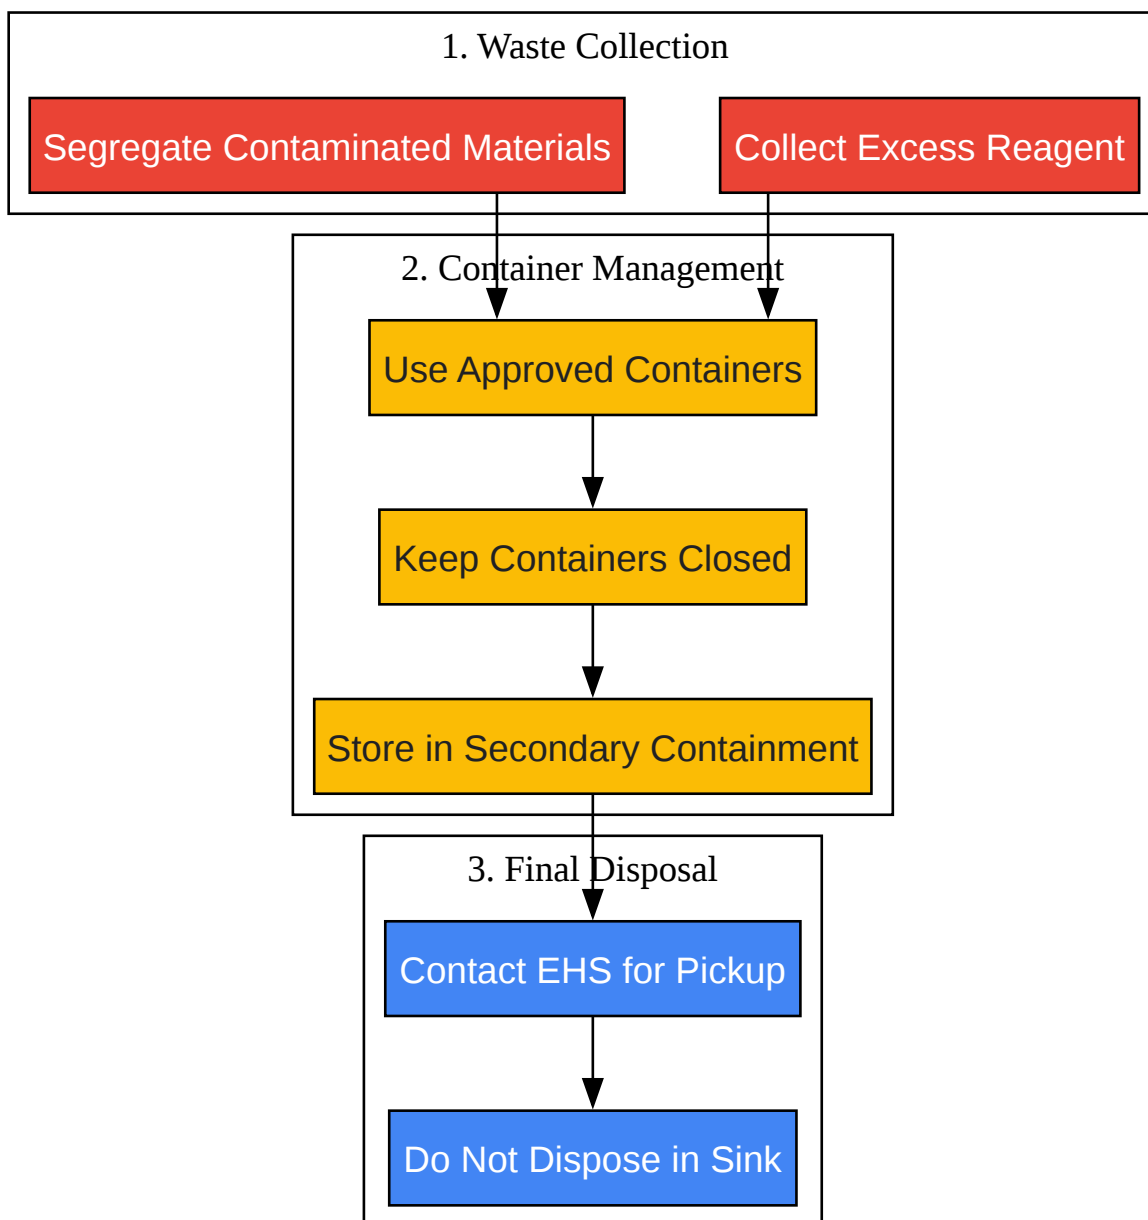 1. Waste Collection
Segregate Contaminated Materials
Collect Excess Reagent
2. Container Management
Use Approved Containers
Keep Containers Closed
Store in Secondary Containment
3. Final Disposal
Contact EHS for Pickup
Do Not Dispose in Sink